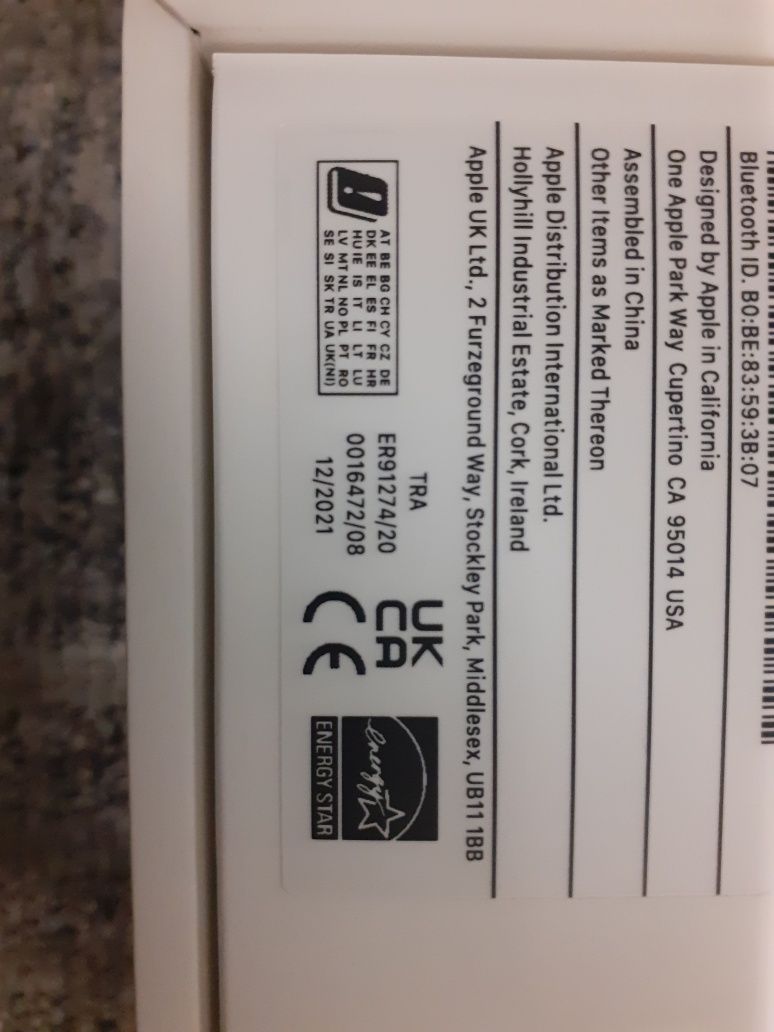 Bluetooth ID. B0:BE:83:59:3B:07
Designed by Apple in California
One Apple Park Way Cupertino CA 95014 USA
Assembled in China
Other Items as Marked Thereon
Apple Distribution International Ltd.
Hollyhill Industrial Estate, Cork, Ireland
Apple UK Ltd., 2 Furzeground Way, Stockley Park, Middlesex, UB11 1BB
AT BE BG CH CY CZ DE
DK EE EL ES FI FR HR
HU IE IS IT LI LT LU
LV MT NL NO PL PT RO
SE SI SK TR UA UK(NI)
TRA
ER91274/20
0016472/08
12/2021
UK
CA
CE
energy
ENERGY STAR